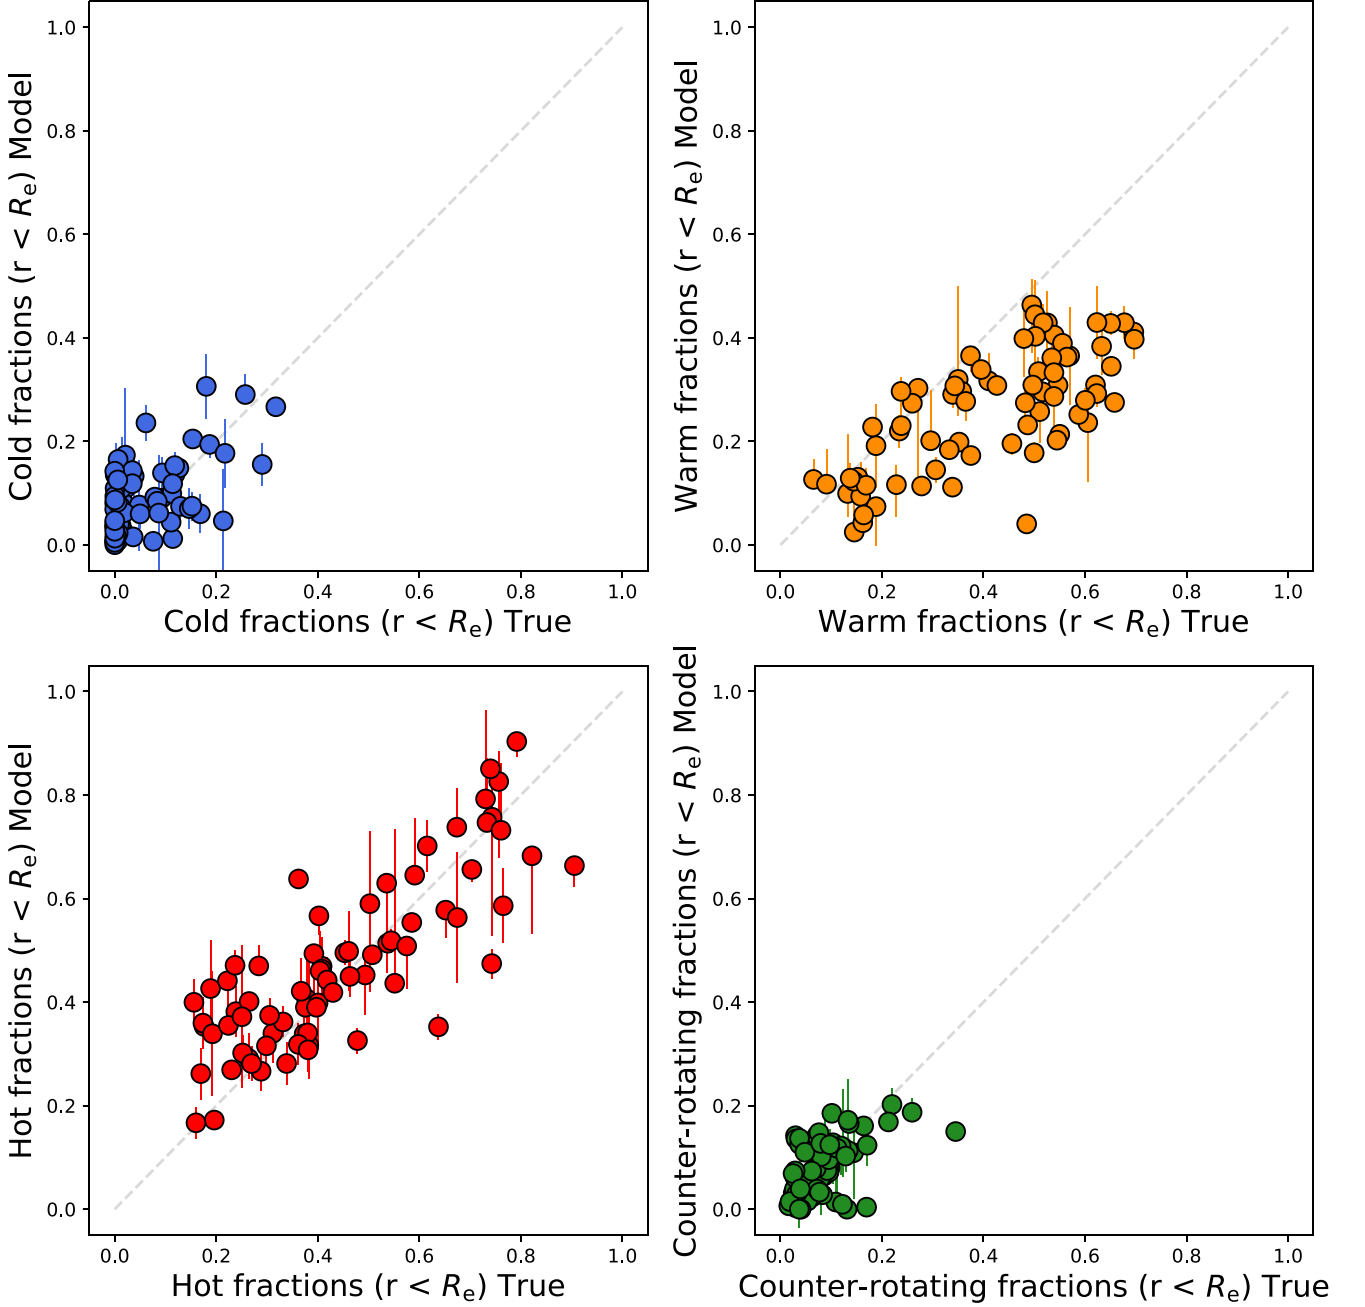 Cold fractions (r < Re) Model
1.0
0.8
0.6
0.4
0.2
0.0
0.0 0.2 0.4 0.6 0.8 1.0
Cold fractions (r < Re) True
Warm fractions (r < Re) Model
1.0
0.8
0.6
0.4
0.2
0.0
0.0 0.2 0.4 0.6 0.8 1.0
Warm fractions (r < Re) True
Hot fractions (r < Re) Model
1.0
0.8
0.6
0.4
0.2
0.0
0.0 0.2 0.4 0.6 0.8 1.0
Hot fractions (r < Re) True
Counter-rotating fractions (r < Re) Model
1.0
0.8
0.6
0.4
0.2
0.0
0.0 0.2 0.4 0.6 0.8 1.0
Counter-rotating fractions (r < Re) True